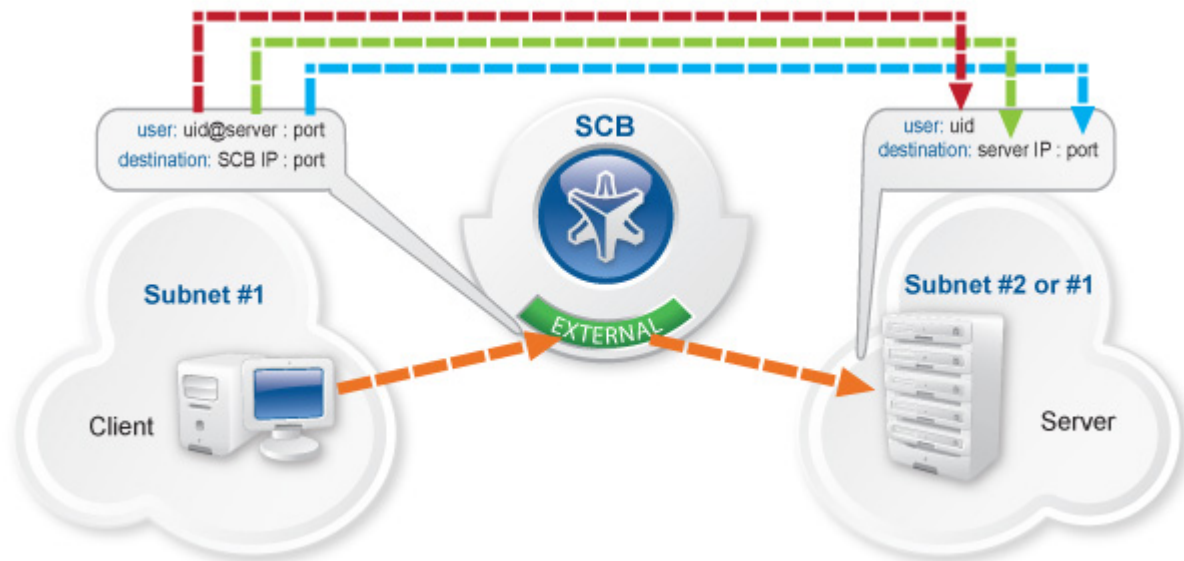 user: uid@server : port
destination: SCB IP : port
SCB
user: uid
destination: server IP : port
Subnet #1
Subnet #2 or #1
EXTERNAL
Client
Server